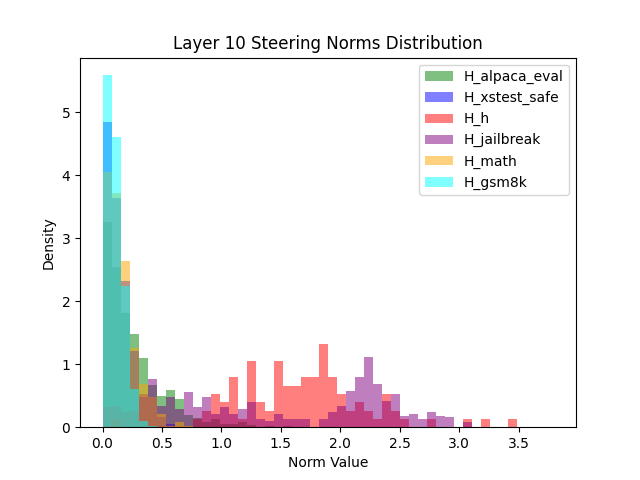 Layer 10 Steering Norms Distribution
H_alpaca_eval
H_xstest_safe
H_h
H_jailbreak
H_math
H_gsm8k
Density
5
4
3
2
1
0
0.0 0.5 1.0 1.5 2.0 2.5 3.0 3.5
Norm Value